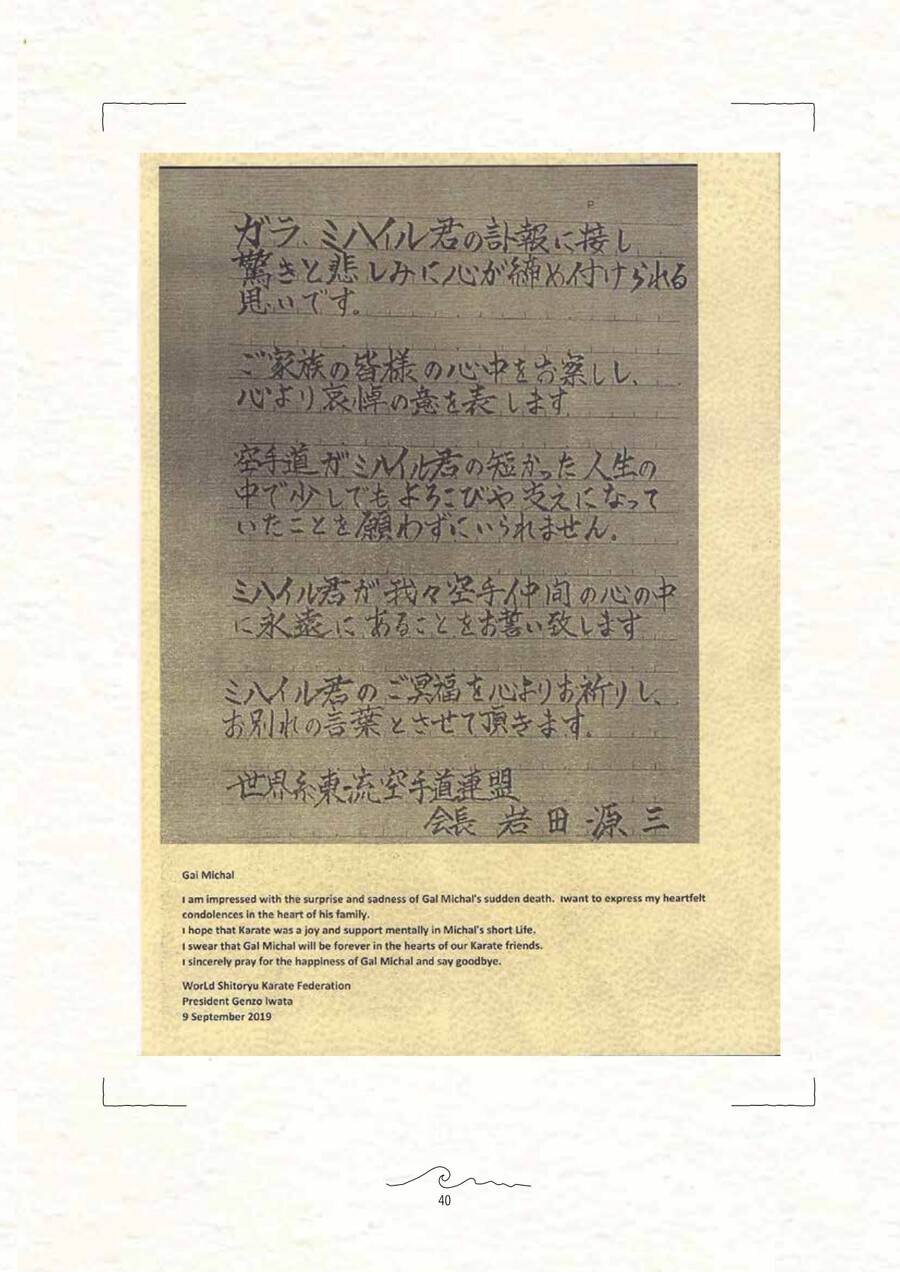 ガラ、ミハイル君の訃報に接し
驚きと悲しみに心が締め付けられる
思いです。
ご家族の皆様の心中をお察しし、
心より哀悼の意を表します
空手道がミハイル君の短かった人生の
中で少しでもよろこびや支えになって
いたことを願わずにいられません。
ミハイル君が我々空手仲間の心の中
に永遠にあることをお誓い致します
ミハイル君のご冥福を心よりお祈りし、
お別れの言葉とさせて頂きます。
世界糸東流空手道連盟
会長 岩田源三
Gal Michal
I am impressed with the surprise and sadness of Gal Michal's sudden death. Iwant to express my heartfelt
condolences in the heart of his family.
I hope that Karate was a joy and support mentally in Michal's short Life.
I swear that Gal Michal will be forever in the hearts of our Karate friends.
I sincerely pray for the happiness of Gal Michal and say goodbye.
WorLd Shitoryu Karate Federation
President Genzo Iwata
9 September 2019
40